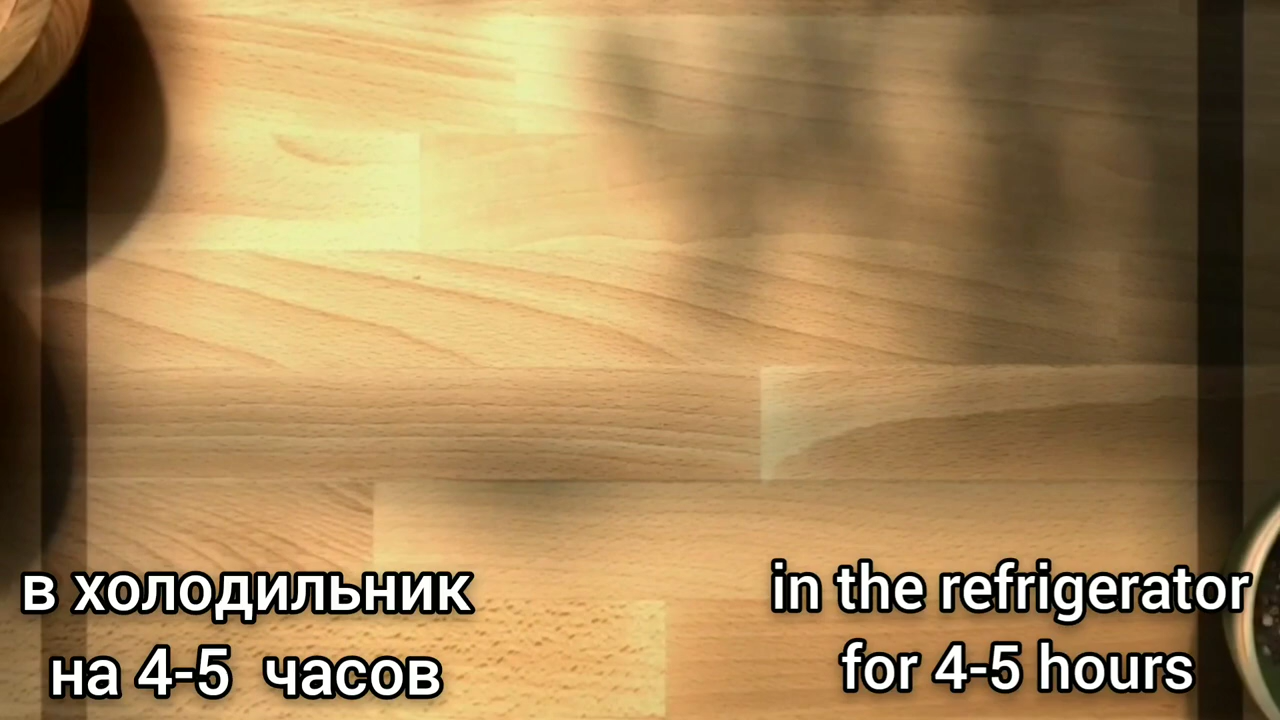 в холодильник
на 4-5 часов
in the refrigerator
for 4-5 hours